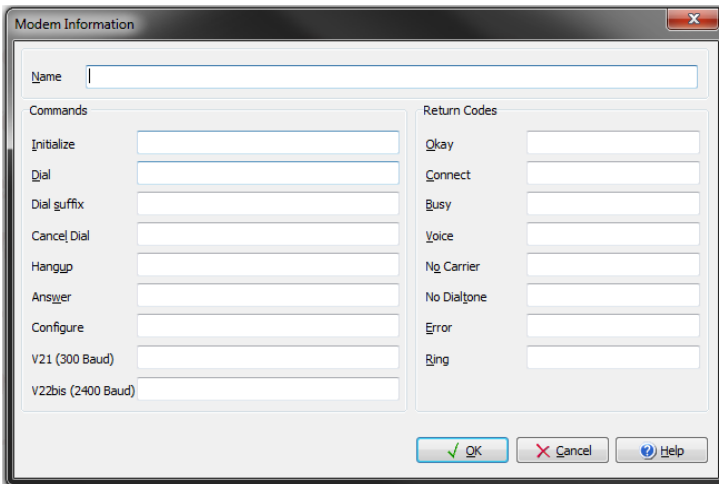 Modem Information
Name
Commands
Initialize
Dial
Dial suffix
Cancel Dial
Hangup
Answer
Configure
V21 (300 Baud)
V22bis (2400 Baud)
Return Codes
Okay
Connect
Busy
Voice
No Carrier
No Dialtone
Error
Ring
OK
Cancel
Help